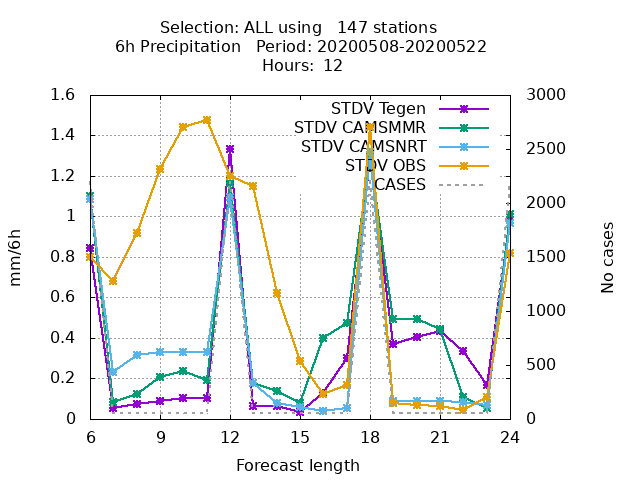 Selection: ALL using   147 stations
6h Precipitation   Period: 20200508-20200522
Hours:  12
STDV Tegen
STDV CAMSMMR
STDV CAMSNRT
STDV OBS
CASES
mm/6h
1.6
1.4
1.2
1
0.8
0.6
0.4
0.2
0
3000
2500
2000
1500
1000
500
0
No cases
6 9 12 15 18 21 24
Forecast length